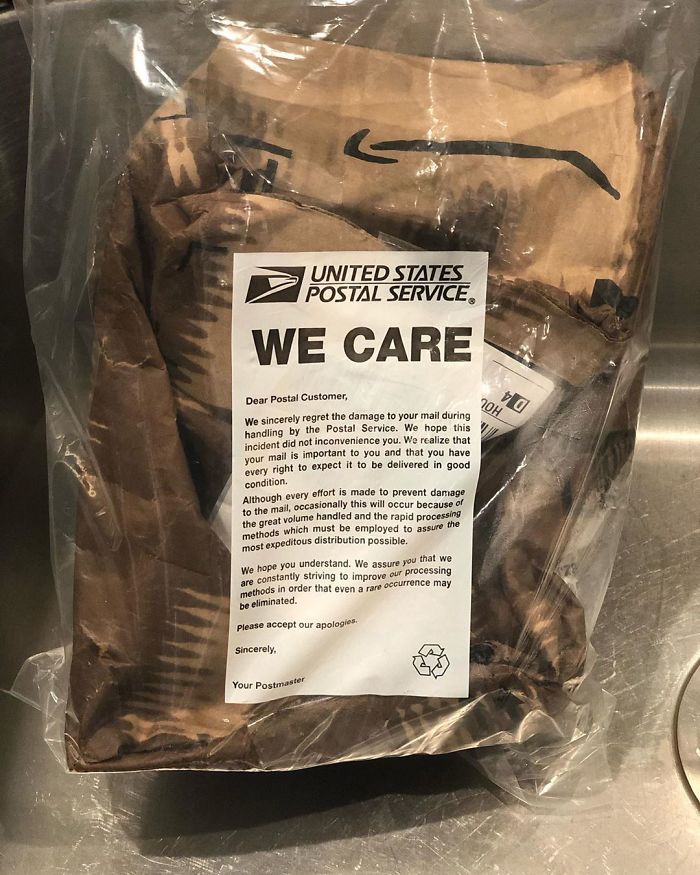 UNITED STATES
POSTAL SERVICE®
WE CARE
Dear Postal Customer,
We sincerely regret the damage to your mail during
handling by the Postal Service. We hope this
incident did not inconvenience you. We realize that
your mail is important to you and that you have
every right to expect it to be delivered in good
condition.
Although every effort is made to prevent damage
to the mail, occasionally this will occur because of
the great volume handled and the rapid processing
methods which must be employed to assure the
most expeditous distribution possible.
We hope you understand. We assure you that we
are constantly striving to improve our processing
methods in order that even a rare occurrence may
be eliminated.
Please accept our apologies.
Sincerely,
Your Postmaster
D 4
HOU